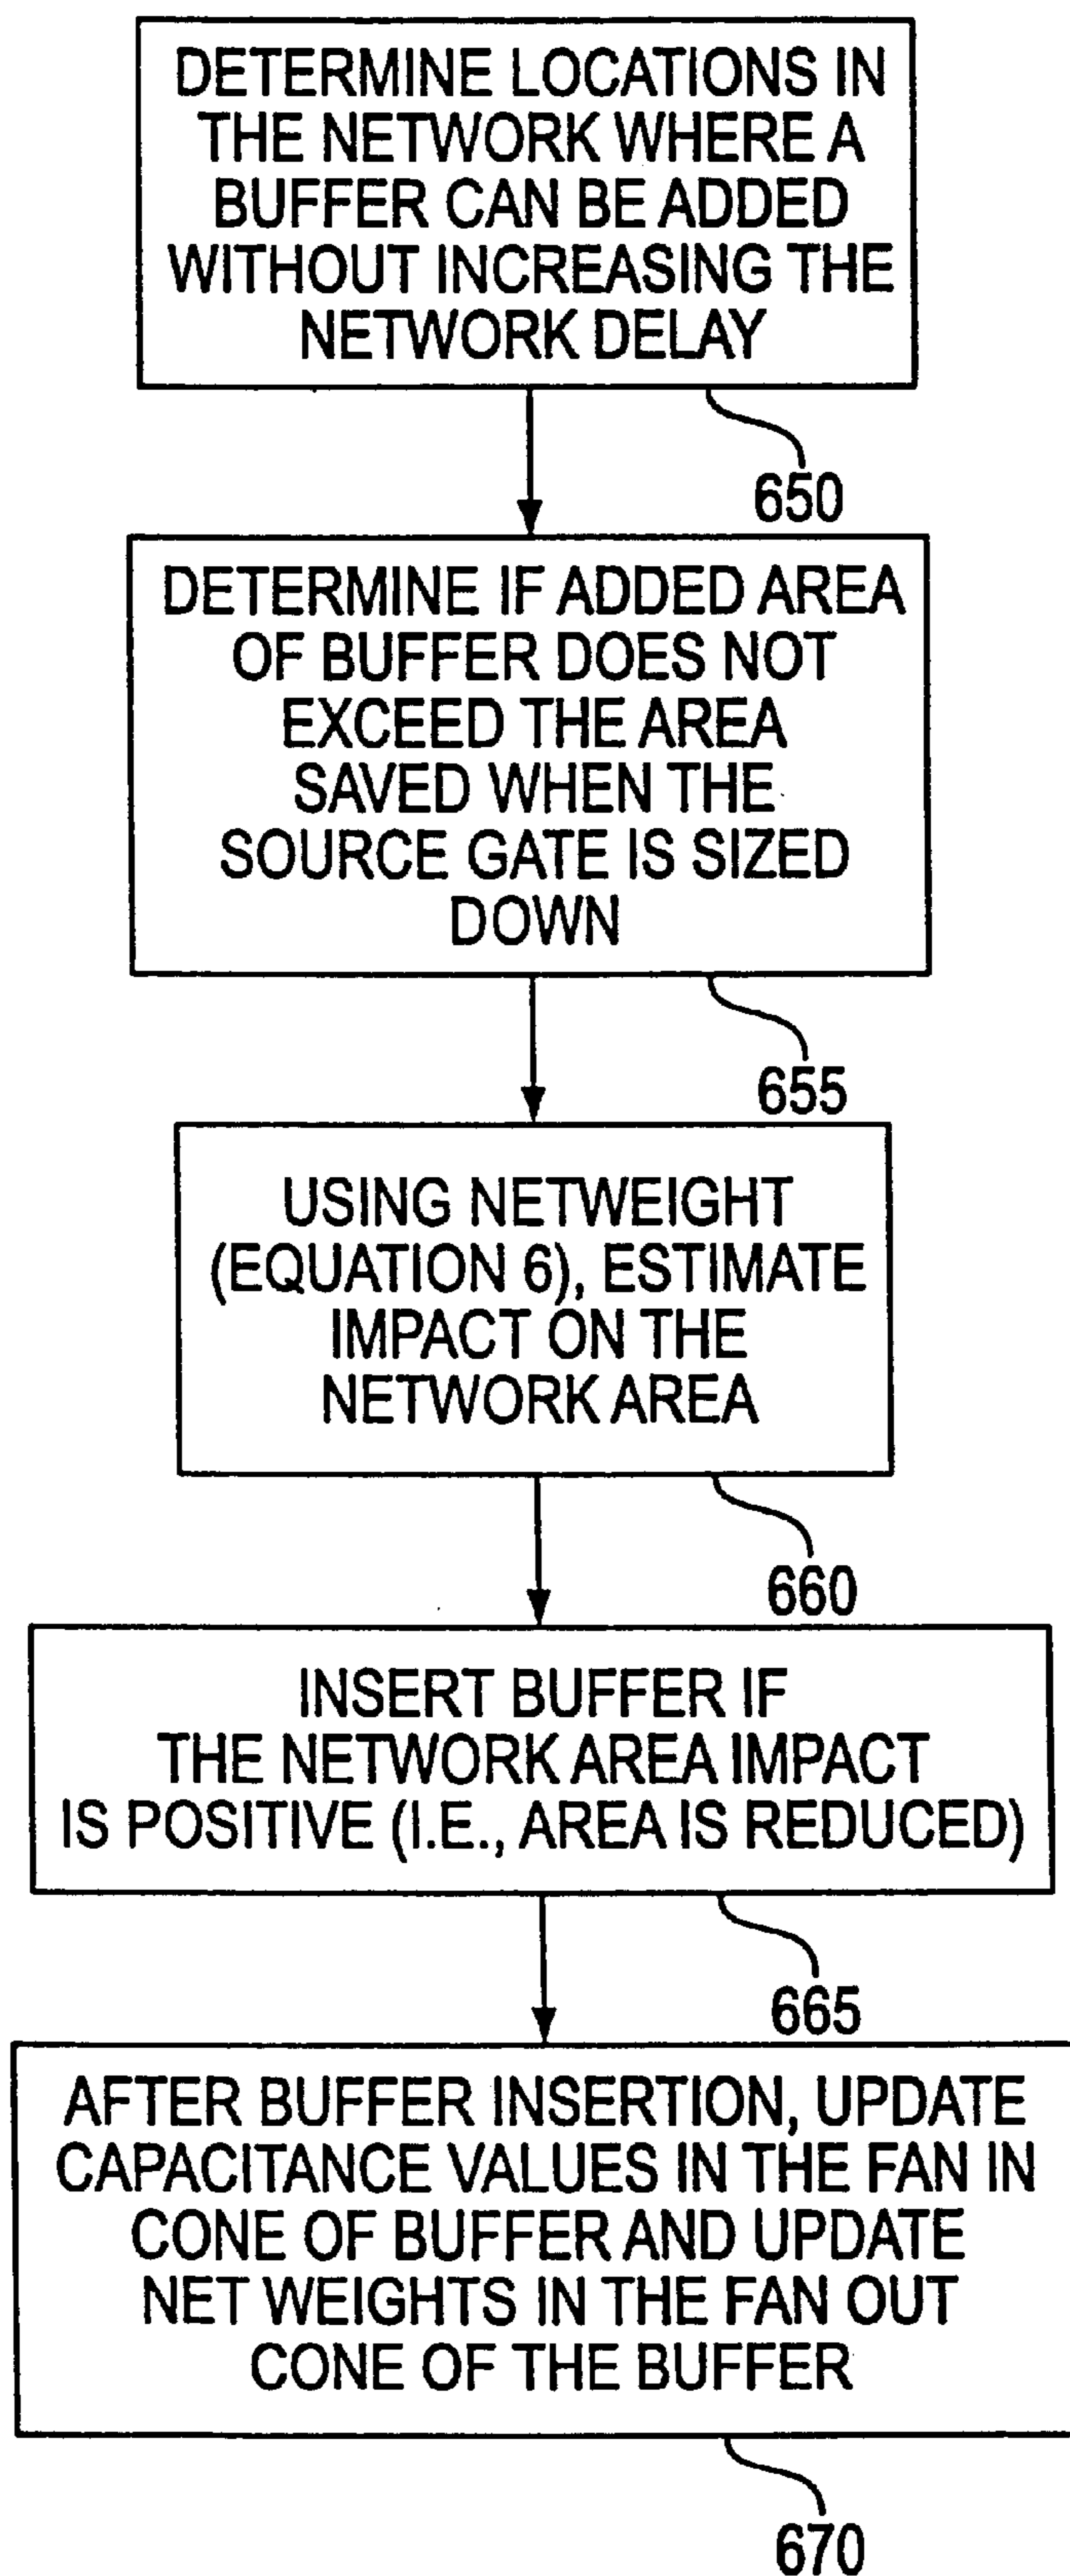 DETERMINE LOCATIONS IN
THE NETWORK WHERE A
BUFFER CAN BE ADDED
WITHOUT INCREASING THE
NETWORK DELAY
650
DETERMINE IF ADDED AREA
OF BUFFER DOES NOT
EXCEED THE AREA
SAVED WHEN THE
SOURCE GATE IS SIZED
DOWN
655
USING NETWEIGHT
(EQUATION 6), ESTIMATE
IMPACT ON THE
NETWORK AREA
660
INSERT BUFFER IF
THE NETWORK AREA IMPACT
IS POSITIVE (I.E., AREA IS REDUCED)
665
AFTER BUFFER INSERTION, UPDATE
CAPACITANCE VALUES IN THE FAN IN
CONE OF BUFFER AND UPDATE
NET WEIGHTS IN THE FAN OUT
CONE OF THE BUFFER
670